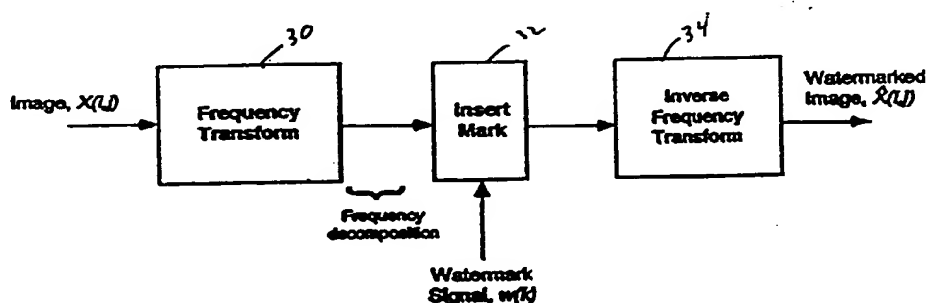 30
32
34
Image, X(i,j)
Frequency
Transform
Insert
Mark
Inverse
Frequency
Transform
Watermarked
Image, X̂(i,j)
Frequency
decomposition
Watermark
Signal, w(k)